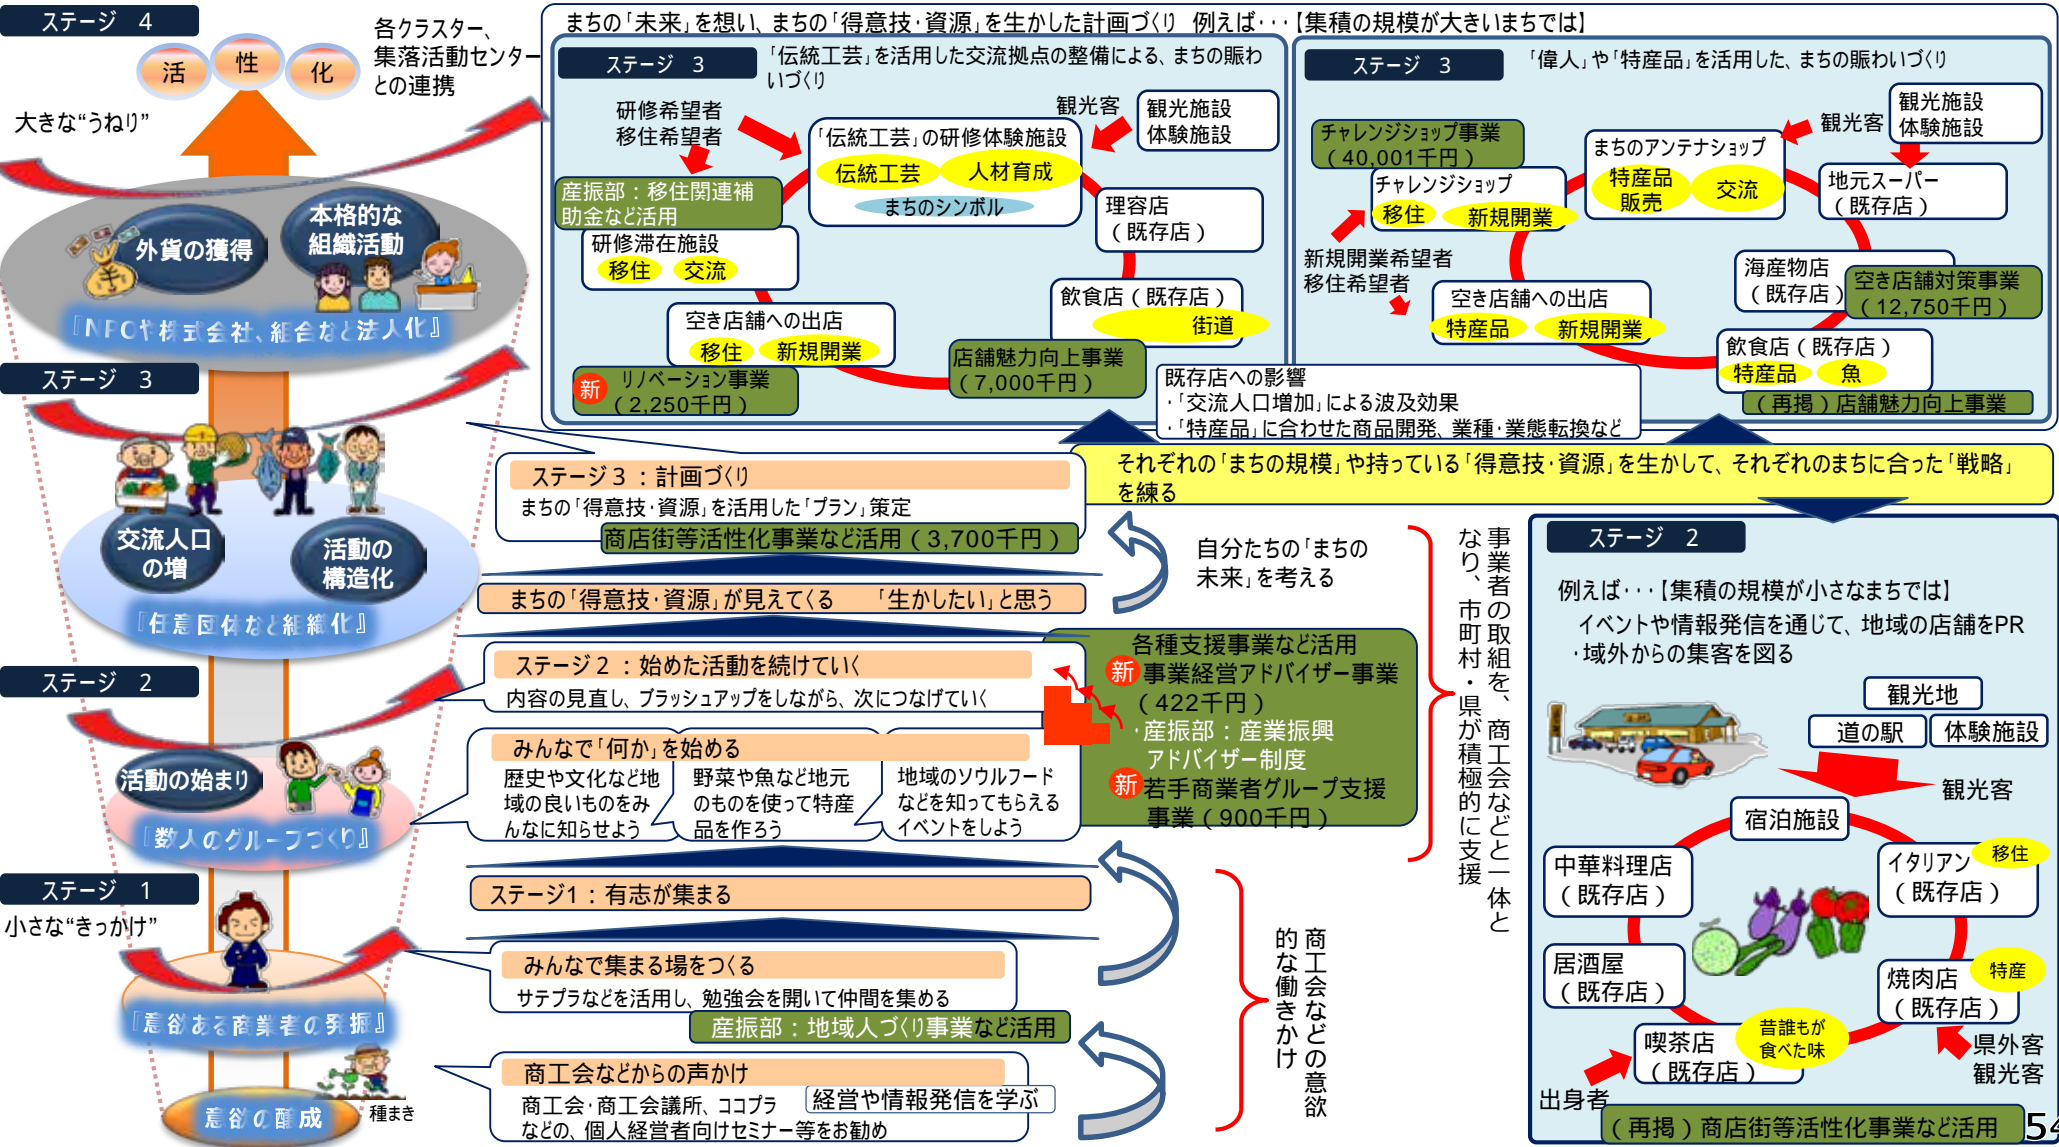 ステージ　4
活　性　化
各クラスター、
集落活動センター
との連携
大きな“うねり”
外貨の獲得
本格的な
組織活動
『NPOや株式会社、組合など法人化』
ステージ　3
交流人口
の増
活動の
構造化
『任意団体など組織化』
ステージ　2
活動の始まり
『数人のグループづくり』
ステージ　1
小さな“きっかけ”
『意欲ある商業者の発掘』
意欲の醸成
種まき
まちの「未来」を想い、まちの「得意技・資源」を生かした計画づくり　例えば・・・【集積の規模が大きいまちでは】
ステージ　3
「伝統工芸」を活用した交流拠点の整備による、まちの賑わ
いづくり
研修希望者
移住希望者
観光客
観光施設
体験施設
「伝統工芸」の研修体験施設
伝統工芸
人材育成
まちのシンボル
産振部：移住関連補
助金など活用
研修滞在施設
移住
交流
理容店
（既存店）
飲食店（既存店）
街道
空き店舗への出店
移住
新規開業
新
リノベーション事業
（2,250千円）
店舗魅力向上事業
（7,000千円）
ステージ　3
「偉人」や「特産品」を活用した、まちの賑わいづくり
チャレンジショップ事業
（40,001千円）
チャレンジショップ
移住
新規開業
まちのアンテナショップ
特産品
販売
交流
観光客
観光施設
体験施設
地元スーパー
（既存店）
新規開業希望者
移住希望者
海産物店
（既存店）
空き店舗対策事業
（12,750千円）
空き店舗への出店
特産品
新規開業
飲食店（既存店）
特産品
魚
（再掲）店舗魅力向上事業
既存店への影響
・「交流人口増加」による波及効果
・「特産品」に合わせた商品開発、業種・業態転換など
それぞれの「まちの規模」や持っている「得意技・資源」を生かして、それぞれのまちに合った「戦略」
を練る
ステージ３：計画づくり
まちの「得意技・資源」を活用した「プラン」策定
商店街等活性化事業など活用（3,700千円）
まちの「得意技・資源」が見えてくる　　「生かしたい」と思う
自分たちの「まちの
未来」を考える
ステージ２：始めた活動を続けていく
内容の見直し、ブラッシュアップをしながら、次につなげていく
みんなで「何か」を始める
歴史や文化など地
域の良いものをみ
んなに知らせよう
野菜や魚など地元
のものを使って特産
品を作ろう
地域のソウルフード
などを知ってもらえる
イベントをしよう
各種支援事業など活用
新
事業経営アドバイザー事業
（422千円）
・産業部：産業振興
アドバイザー制度
新
若手商業者グループ支援
事業（900千円）
事業者の取組を、商工会などと一体と
なり、市町村・県が積極的に支援
ステージ1：有志が集まる
みんなで集まる場をつくる
サテプラなどを活用し、勉強会を開いて仲間を集める
産振部：地域人づくり事業など活用
商工会などからの声かけ
商工会・商工会議所、ココプラ
などの、個人経営者向けセミナー等をお勧め
経営や情報発信を学ぶ
商工会などの意欲
的な働きかけ
ステージ　2
例えば・・・【集積の規模が小さなまちでは】
イベントや情報発信を通じて、地域の店舗をPR
・域外からの集客を図る
観光地
道の駅
体験施設
観光客
宿泊施設
中華料理店
（既存店）
イタリアン
（既存店）
移住
居酒屋
（既存店）
焼肉店
（既存店）
特産
喫茶店
（既存店）
昔誰もが
食べた味
県外客
観光客
出身者
（再掲）商店街等活性化事業など活用
54